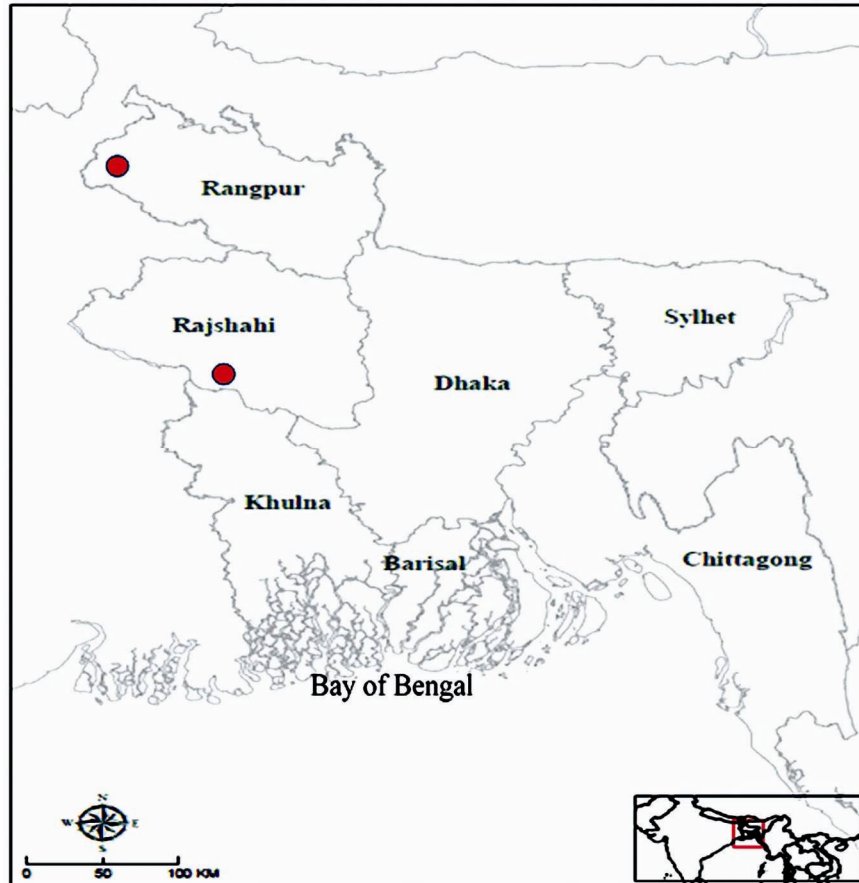 Rangpur
Rajshahi
Sylhet
Dhaka
Khulna
Barisal
Chittagong
Bay of Bengal
N
W E
S
0 50 100 KM